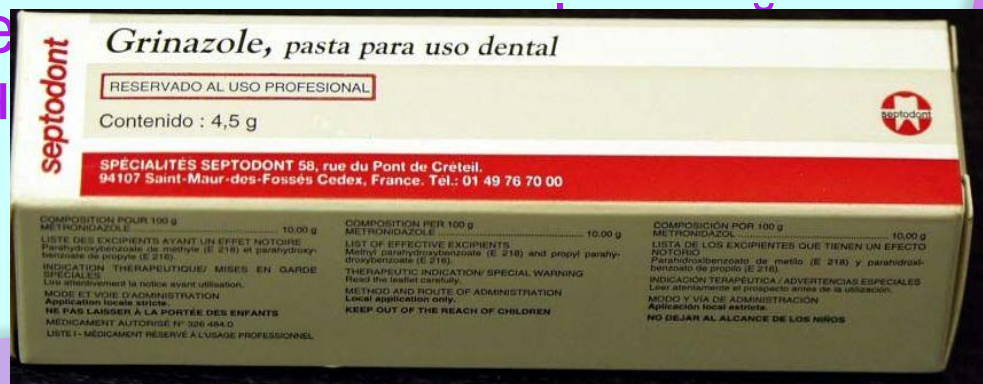 septodont
Grinazole, pasta para uso dental
RESERVADO AL USO PROFESIONAL
Contenido : 4,5 g
septodont
SPÉCIALITÉS SEPTODONT 58, rue du Pont de Créteil.
94107 Saint-Maur-des-Fossés Cedex, France. Tél.: 01 49 76 70 00
COMPOSITION POUR 100 g
METRONIDAZOLE ........ 10,00 g
LISTE DES EXCIPIENTS AYANT UN EFFET NOTOIRE
Parahydroxybenzoate de méthyle (E 218) et parahydroxy-
benzoate de propyle (E 216).
INDICATION THERAPEUTIQUE/ MISES EN GARDE
SPÉCIALES
Lire attentivement la notice avant utilisation.
MODE ET VOIE D'ADMINISTRATION
Application locale stricte.
NE PAS LAISSER À LA PORTÉE DES ENFANTS
MÉDICAMENT AUTORISÉ N° 326 484.0
LISTE I - MÉDICAMENT RÉSERVÉ À L'USAGE PROFESSIONNEL
COMPOSITION PER 100 g
METRONIDAZOLE ........ 10.00 g
LIST OF EFFECTIVE EXCIPIENTS
Methyl parahydroxybenzoate (E 218) and propyl parahy-
droxybenzoate (E 216).
THERAPEUTIC INDICATION/ SPECIAL WARNING
Read the leaflet carefully.
METHOD AND ROUTE OF ADMINISTRATION
Local application only.
KEEP OUT OF THE REACH OF CHILDREN
COMPOSICIÓN POR 100 g
METRONIDAZOL ........ 10,00 g
LISTA DE LOS EXCIPIENTES QUE TIENEN UN EFECTO
NOTORIO
Parahidroxibenzoato de metilo (E 218) y parahidroxi-
benzoato de propilo (E 216).
INDICACIÓN TERAPÉUTICA / ADVERTENCIAS ESPECIALES
Leer atentamente el prospecto antes de la utilización.
MODO Y VÍA DE ADMINISTRACIÓN
Aplicación local estricta.
NO DEJAR AL ALCANCE DE LOS NIÑOS